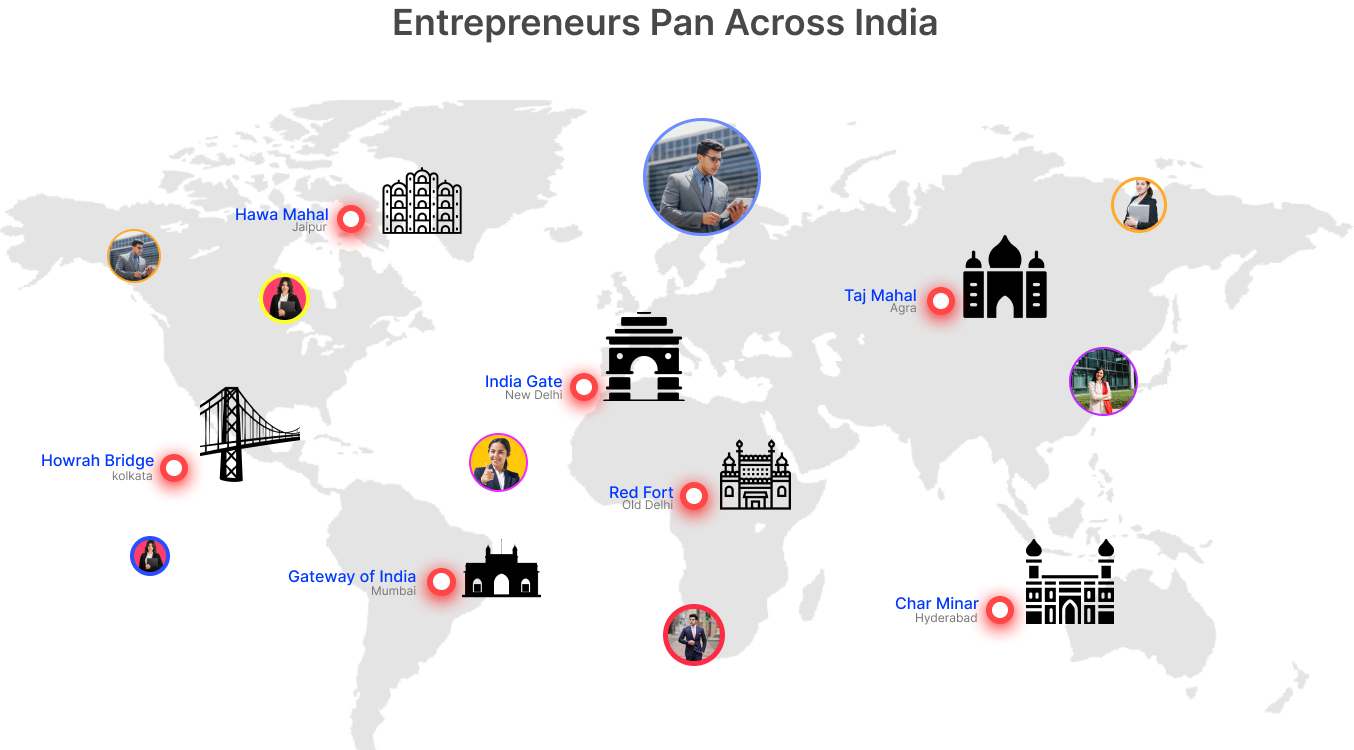 Entrepreneurs Pan Across India
Hawa Mahal
Jaipur
Taj Mahal
Agra
India Gate
New Delhi
Howrah Bridge
kolkata
Red Fort
Old Delhi
Gateway of India
Mumbai
Char Minar
Hyderabad